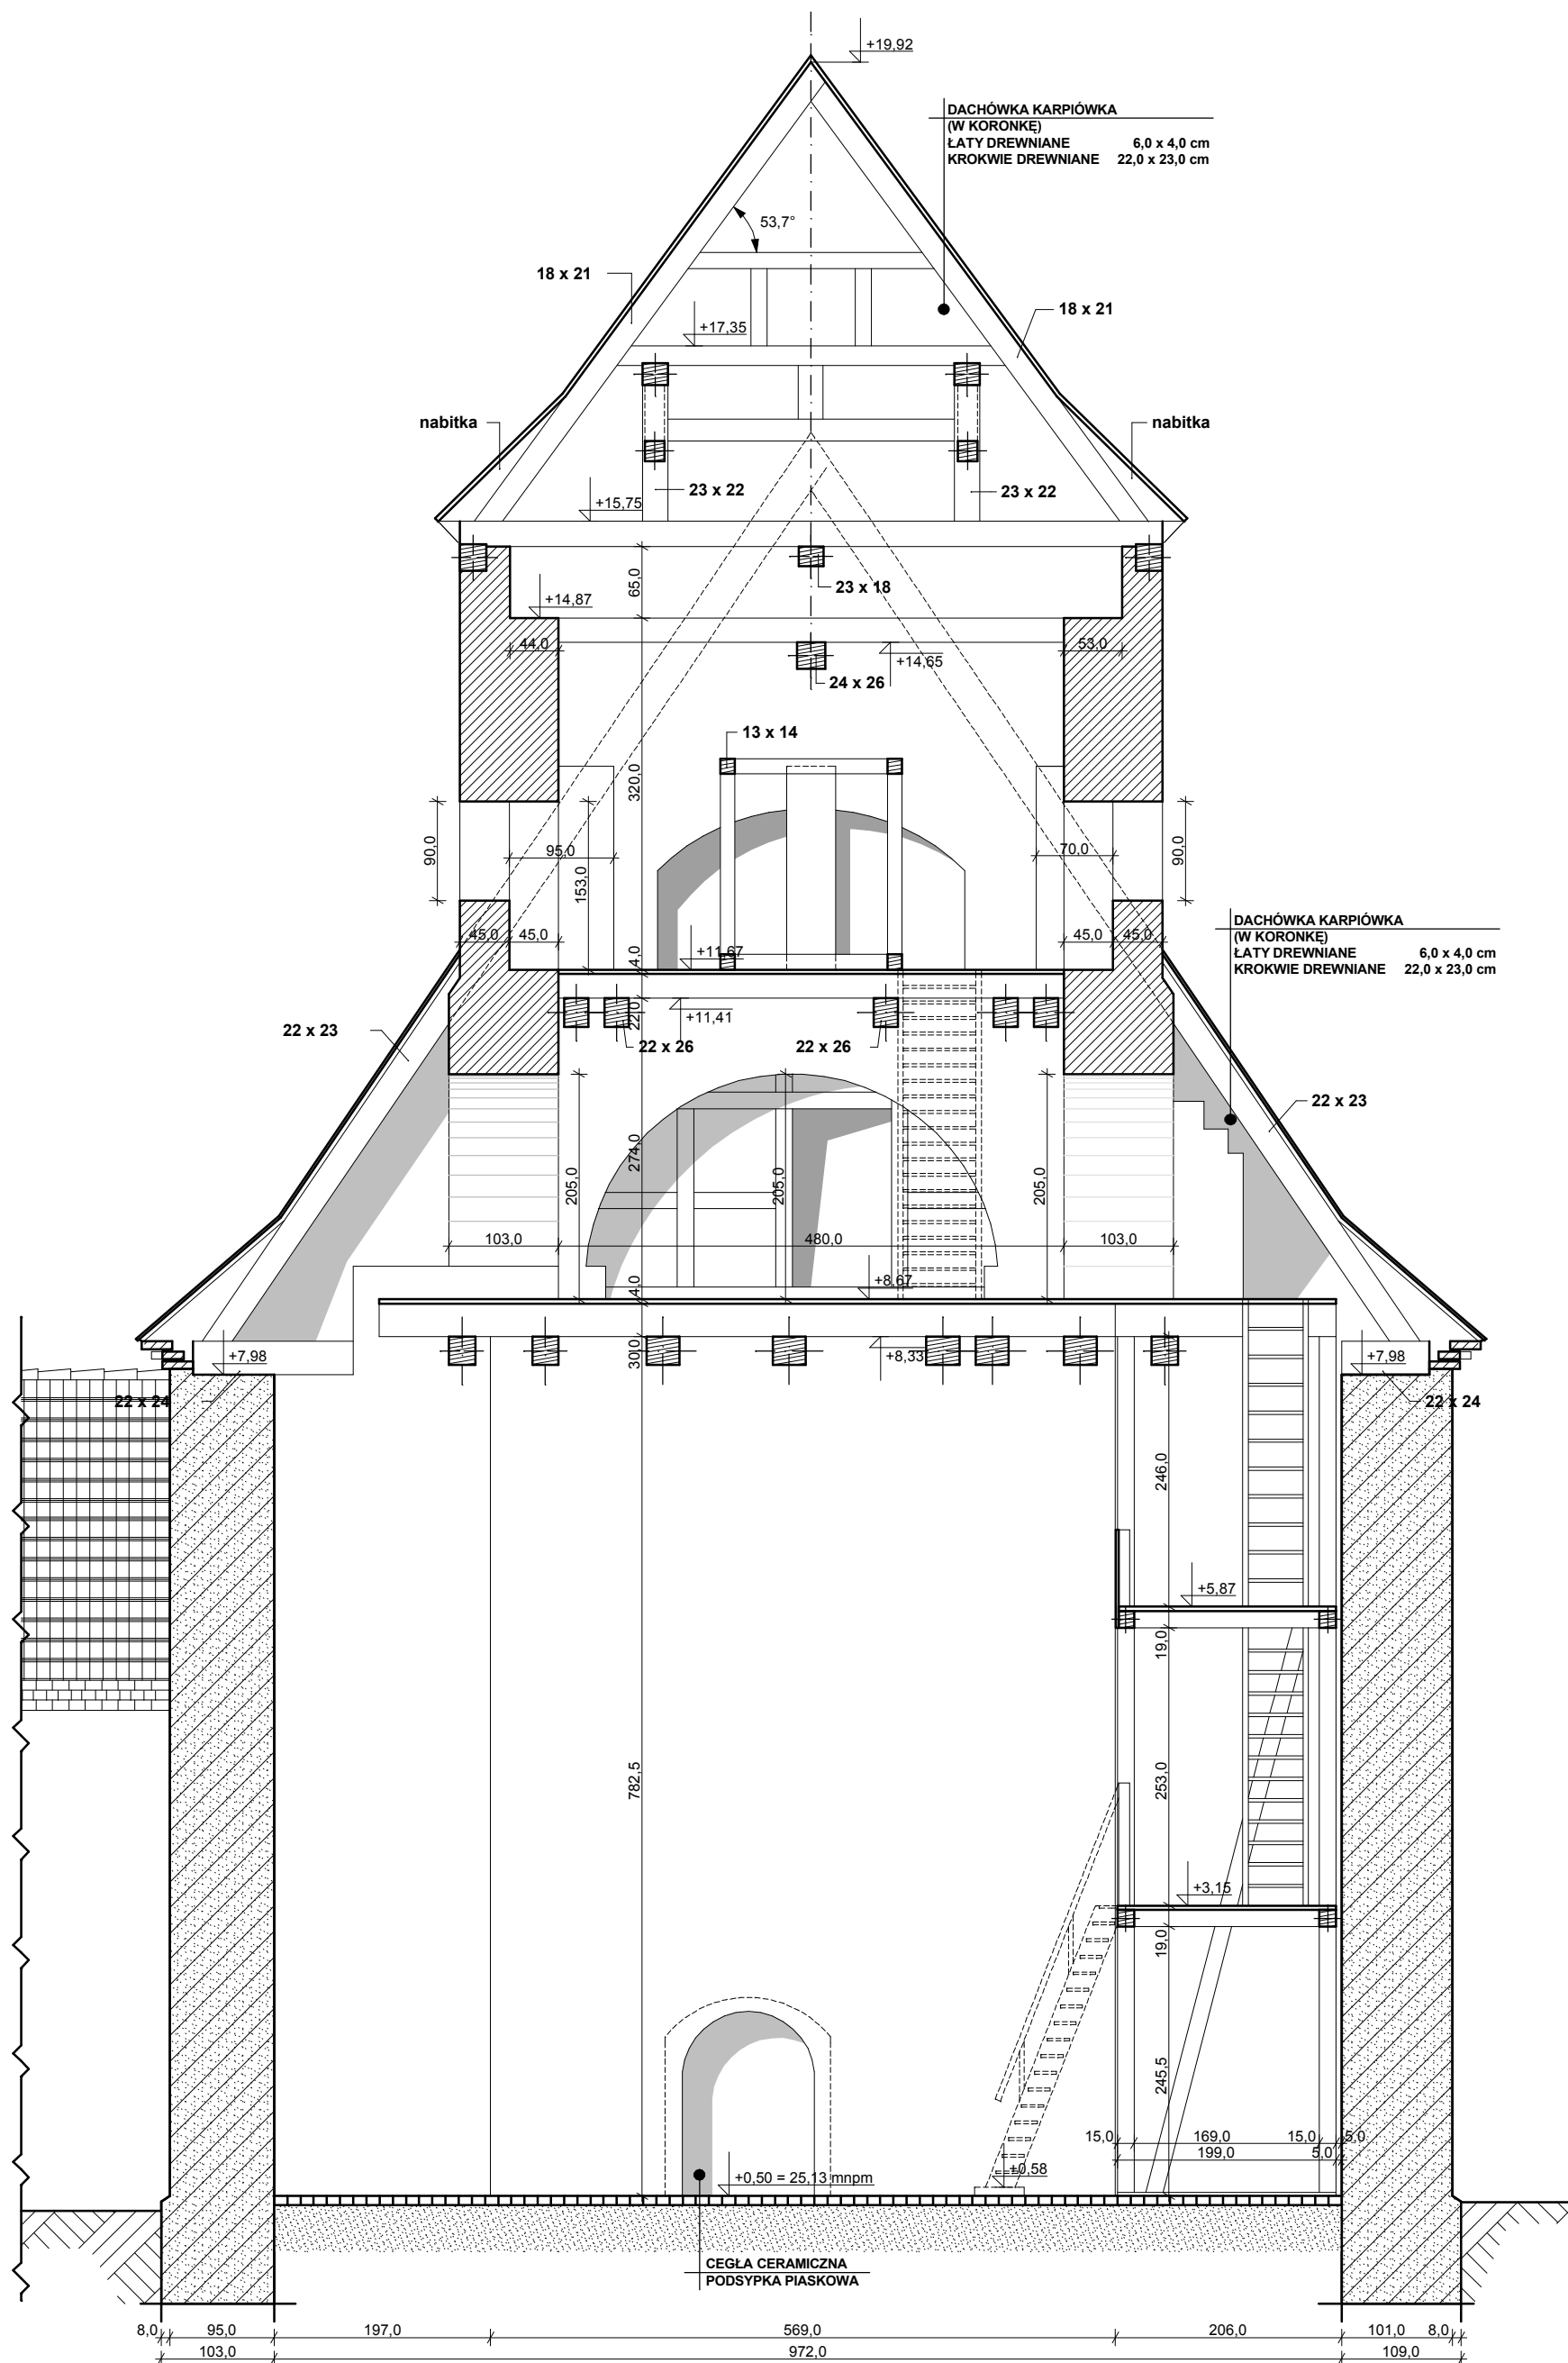 +19,92
DACHÓWKA KARPIÓWKA
(W KORONKĘ)
ŁATY DREWNIANE 6,0 x 4,0 cm
KROKWIE DREWNIANE 22,0 x 23,0 cm
53,7°
18 x 21
18 x 21
+17,35
nabitka
nabitka
23 x 22
23 x 22
+15,75
65,0
23 x 18
+14,87
44,0
53,0
+14,65
24 x 26
13 x 14
320,0
90,0
95,0
153,0
70,0
90,0
DACHÓWKA KARPIÓWKA
(W KORONKĘ)
ŁATY DREWNIANE 6,0 x 4,0 cm
KROKWIE DREWNIANE 22,0 x 23,0 cm
45,0
45,0
45,0
45,0
4,0
+11,67
22,0
+11,41
22 x 23
22 x 26
22 x 26
22 x 23
274,0
205,0
205,0
205,0
103,0
480,0
103,0
4,0
+8,67
30,0
+8,33
+7,98
+7,98
22 x 24
22 x 24
246,0
+5,87
19,0
782,5
253,0
+3,15
19,0
245,5
15,0
169,0
15,0
5,0
199,0
5,0
+0,50 = 25,13 mnpm
+0,58
CEGŁA CERAMICZNA
PODSYPKA PIASKOWA
8,0
95,0
197,0
569,0
206,0
101,0
8,0
103,0
972,0
109,0